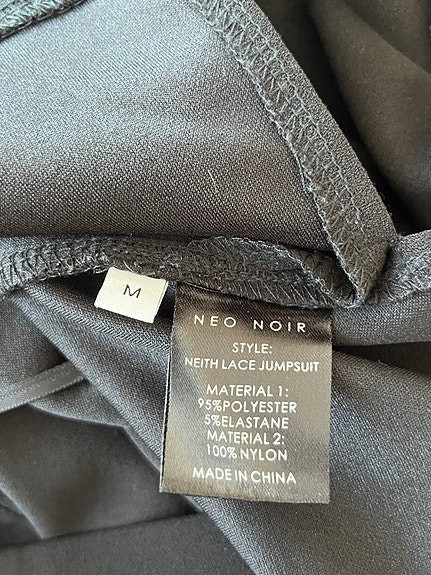 M
NEO NOIR
STYLE:
NEITH LACE JUMPSUIT
MATERIAL 1:
95%POLYESTER
5%ELASTANE
MATERIAL 2:
100%NYLON
MADE IN CHINA